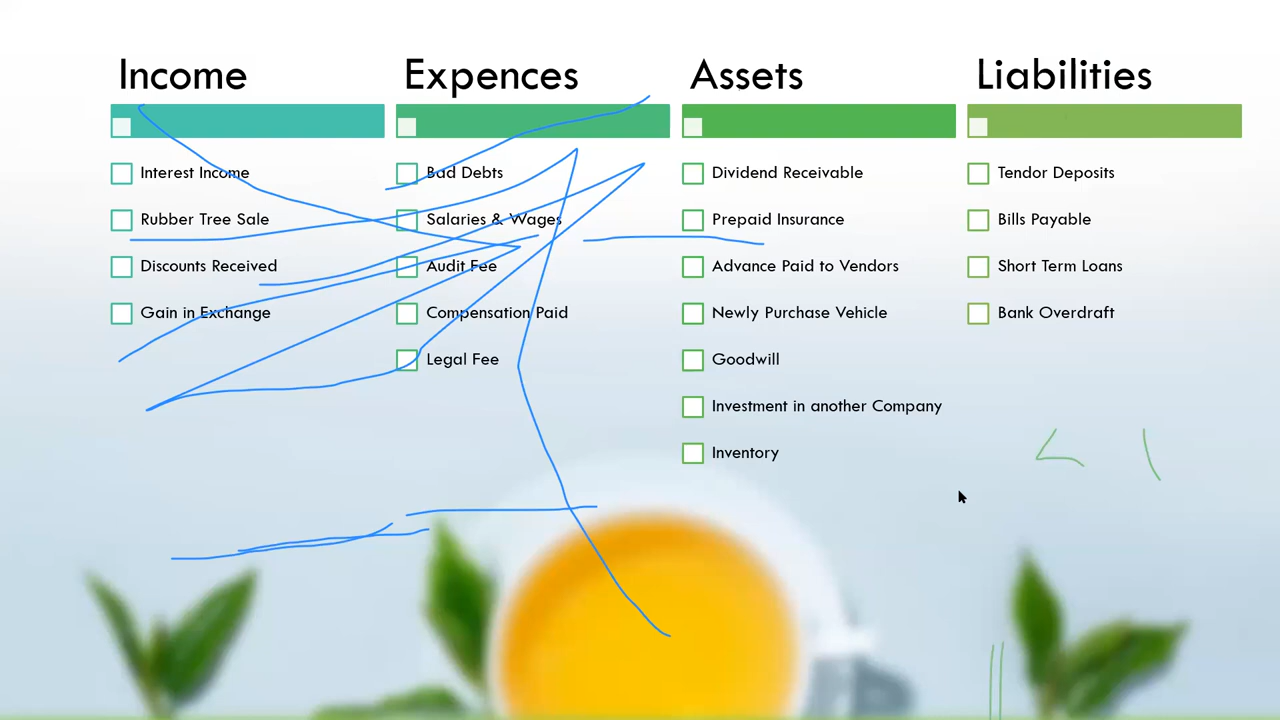 Income
Interest Income
Rubber Tree Sale
Discounts Received
Gain in Exchange
Expences
Bad Debts
Salaries & Wages
Audit Fee
Compensation Paid
Legal Fee
Assets
Dividend Receivable
Prepaid Insurance
Advance Paid to Vendors
Newly Purchase Vehicle
Goodwill
Investment in another Company
Inventory
Liabilities
Tendor Deposits
Bills Payable
Short Term Loans
Bank Overdraft